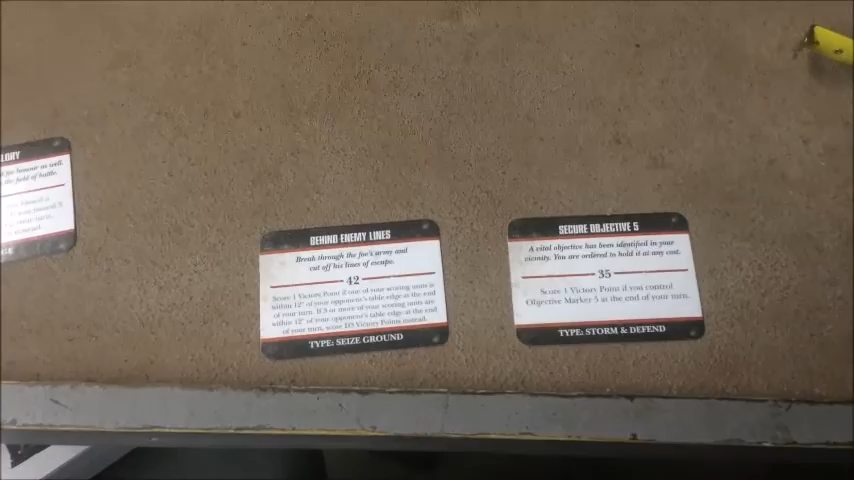 LORY
foe honour as well.
the field of battle.
BEHIND ENEMY LINES
Break through the foe's army and
cut off his lines of escape.
42
Score 1 Victory Point if one of your scoring units is
within 12" of your opponent's table edge at the end
of your turn. If 3 or more of your scoring units are
within 12" of your opponent's table edge at the end
of your turn, score D3 Victory Points instead.
TYPE: SEIZE GROUND
SECURE OBJECTIVE 5
A vital objective has been identified in your
vicinity. You are ordered to hold it at any cost.
35
Score 1 Victory Point if you control
Objective Marker 5 at the end of your turn.
TYPE: STORM & DEFEND